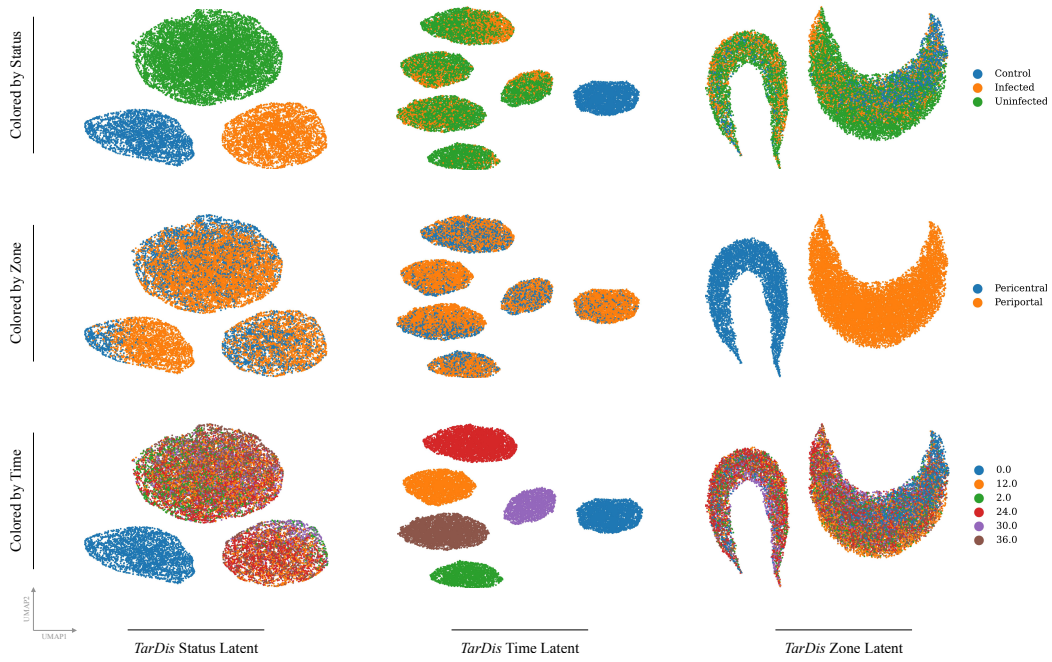 Colored by Status
Control
Infected
Uninfected
Colored by Zone
Pericentral
Periportal
Colored by Time
0.0
12.0
2.0
24.0
30.0
36.0
UMAP2
UMAP1
TarDis Status Latent
TarDis Time Latent
TarDis Zone Latent